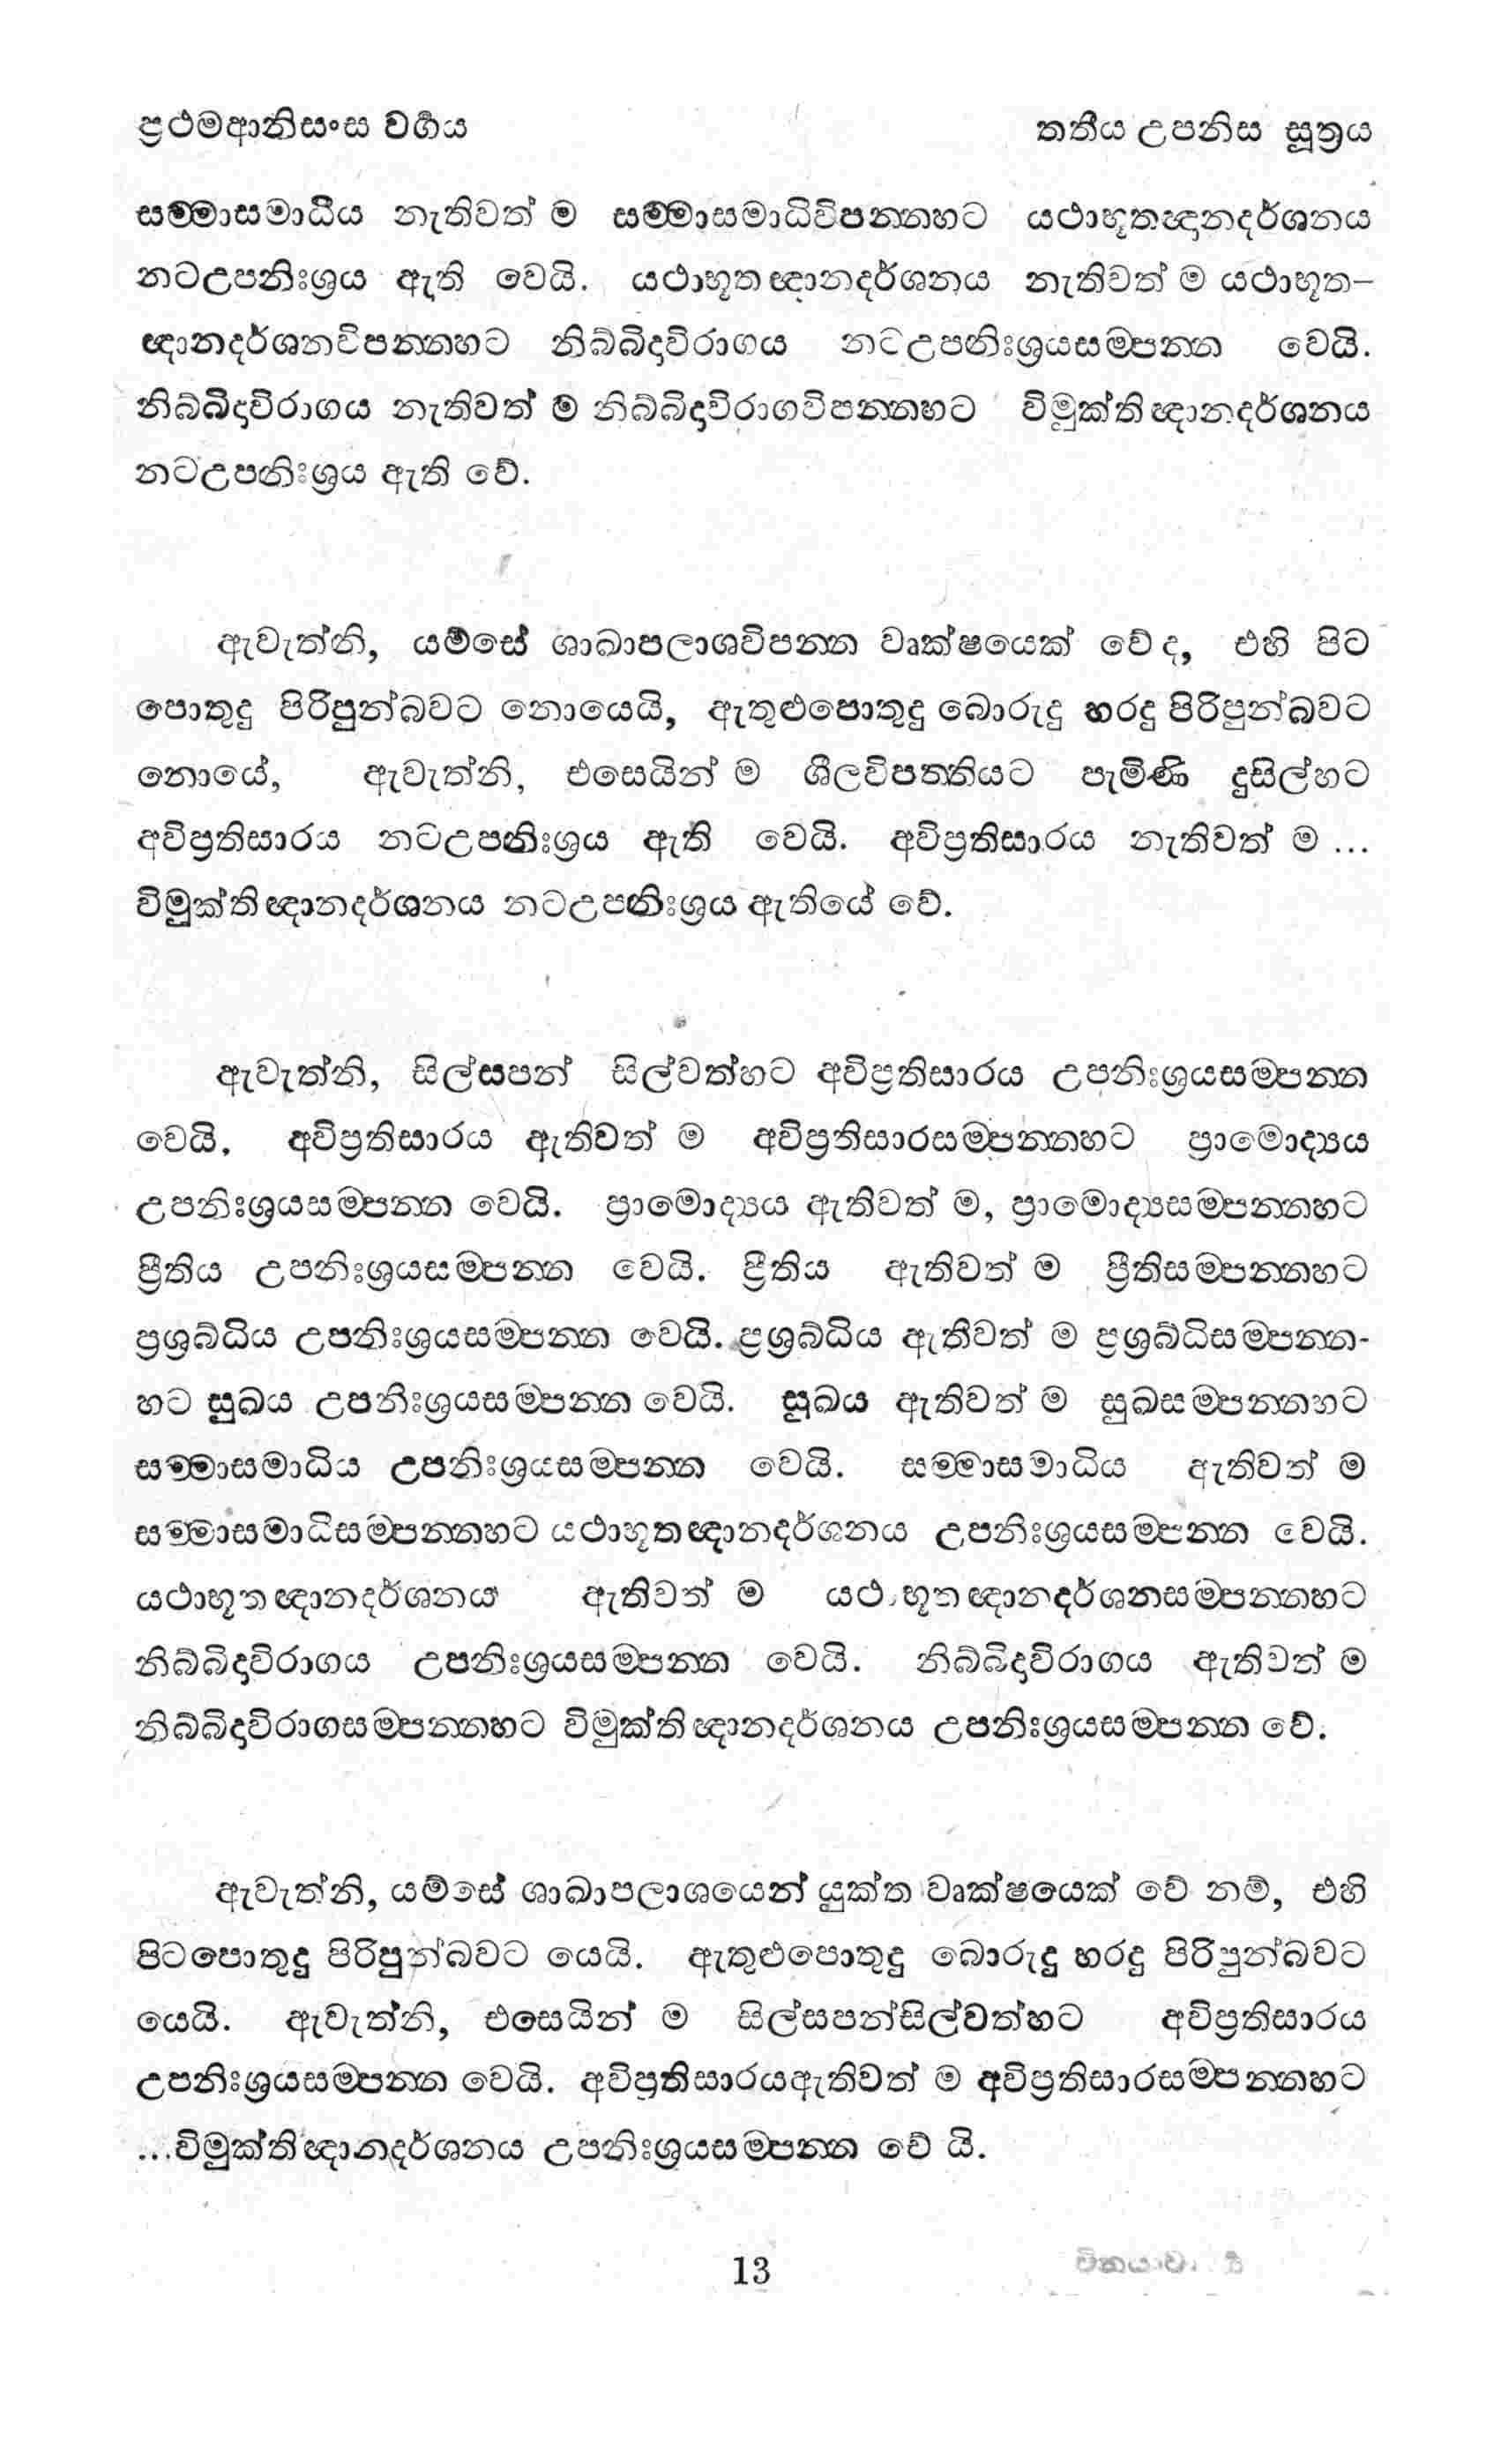 ප්‍රථමආනිසංස වර්‍ගය
තතීය උපනිස සූත්‍රය
සම්මාසමාධීය නැතිවත් ම සම්මාසමාධිවිපන්නහට යථාභූතඥානදර්ශනය
නටඋපනිඃශ්‍රය ඇති වෙයි. යථාභූතඥානදර්ශනය නැතිවත් ම යථාභූත–
ඥානදර්ශනවිපන්නහට නිබ්බිදාවිරාගය නටඋපනිඃශ්‍රයසම්පන්න වෙයි.
නිබ්බිදාවිරාගය නැතිවත් ම නිබ්බිදාවිරාගවිපන්නහට විමුක්තිඥානදර්ශනය
නටඋපනිඃශ්‍රය ඇති වේ.
ඇවැත්නි, යම්සේ ශාඛාපලාශවිපන්න වෘක්ෂයෙක් වේ ද, එහි පිට
පොතුදු පිරිපුන්බවට නොයෙයි, ඇතුළුපොතුදු බොරුදු හරදු පිරිපුන්බවට
නොයේ, ඇවැත්නි, එසෙයින් ම ශීලවිපත්තියට පැමිණි දුසිල්හට
අවිප්‍රතිසාරය නටඋපනිඃශ්‍රය ඇති වෙයි. අවිප්‍රතිසාරය නැතිවත් ම ...
විමුක්තිඥානදර්ශනය නටඋපනිඃශ්‍රය ඇතියේ වේ.
ඇවැත්නි, සිල්සපන් සිල්වත්හට අවිප්‍රතිසාරය උපනිඃශ්‍රයසම්පන්න
වෙයි. අවිප්‍රතිසාරය ඇතිවත් ම අවිප්‍රතිසාරසම්පන්නහට ප්‍රාමොද්‍යය
උපනිඃශ්‍රයසම්පන්න වෙයි. ප්‍රාමොද්‍යය ඇතිවත් ම, ප්‍රාමොද්‍යසම්පන්නහට
ප්‍රීතිය උපනිඃශ්‍රයසම්පන්න වෙයි. ප්‍රීතිය ඇතිවත් ම ප්‍රීතිසම්පන්නහට
ප්‍රශ්‍රබ්ධිය උපනිඃශ්‍රයසම්පන්න වෙයි. ප්‍රශ්‍රබ්ධිය ඇතිවත් ම ප්‍රශ්‍රබ්ධිසම්පන්න-
හට සුඛය උපනිඃශ්‍රයසම්පන්න වෙයි. සුඛය ඇතිවත් ම සුඛසම්පන්නහට
සම්මාසමාධිය උපනිඃශ්‍රයසම්පන්න වෙයි. සම්මාසමාධිය ඇතිවත් ම
සම්මාසමාධිසම්පන්නහට යථාභූතඥානදර්ශනය උපනිඃශ්‍රයසම්පන්න වෙයි.
යථාභූතඥානදර්ශනය ඇතිවත් ම යථාභූතඥානදර්ශනසම්පන්නහට
නිබ්බිදාවිරාගය උපනිඃශ්‍රයසම්පන්න වෙයි. නිබ්බිදාවිරාගය ඇතිවත් ම
නිබ්බිදාවිරාගසම්පන්නහට විමුක්තිඥානදර්ශනය උපනිඃශ්‍රයසම්පන්න වේ.
ඇවැත්නි, යම්සේ ශාඛාපලාශයෙන් යුක්ත වෘක්ෂයෙක් වේ නම්, එහි
පිටපොතුදු පිරිපුන්බවට යෙයි. ඇතුළුපොතුදු බොරුදු හරදු පිරිපුන්බවට
යෙයි. ඇවැත්නි, එසෙයින් ම සිල්සපන්සිල්වත්හට අවිප්‍රතිසාරය
උපනිඃශ්‍රයසම්පන්න වෙයි. අවිප්‍රතිසාරයඇතිවත් ම අවිප්‍රතිසාරසම්පන්නහට
...විමුක්තිඥානදර්ශනය උපනිඃශ්‍රයසම්පන්න වේ යි.
13